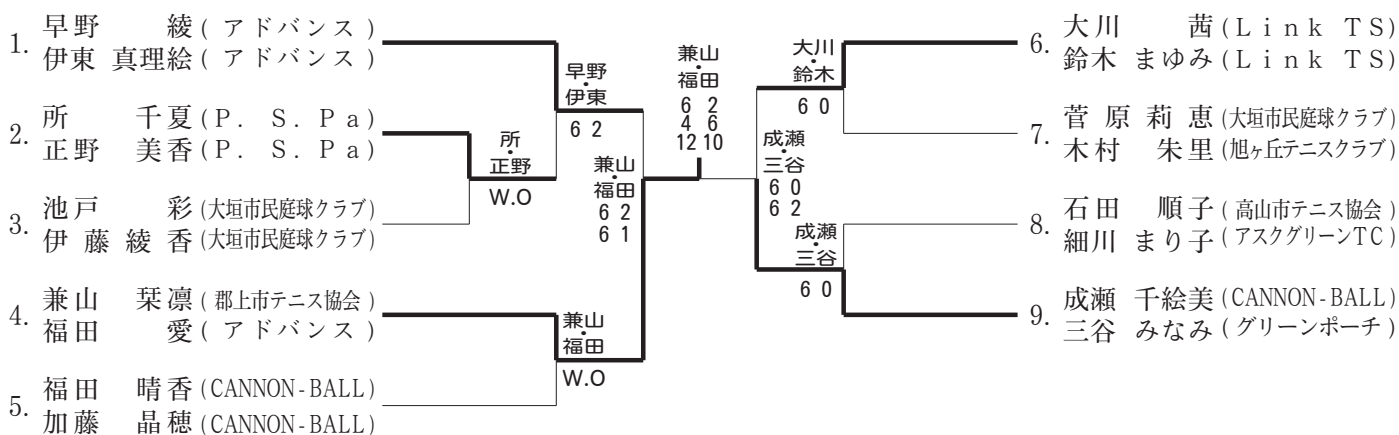 1. 早野 綾 (アドバンス)
伊東 真理絵 (アドバンス)
2. 所 千夏 (P. S. Pa)
正野 美香 (P. S. Pa)
3. 池戸 彩 (大垣市民庭球クラブ)
伊藤 綾香 (大垣市民庭球クラブ)
4. 兼山 栞凛 (郡上市テニス協会)
福田 愛 (アドバンス)
5. 福田 晴香 (CANNON-BALL)
加藤 晶穂 (CANNON-BALL)
所・正野
W.O
早野・伊東
6 2
兼山・福田
W.O
兼山・福田
6 2
6 1
兼山・福田
6 2
4 6
12 10
成瀬・三谷
6 0
6 2
大川・鈴木
6 0
成瀬・三谷
6 0
6. 大川 茜 (Link TS)
鈴木 まゆみ (Link TS)
7. 菅原 莉恵 (大垣市民庭球クラブ)
木村 朱里 (旭ヶ丘テニスクラブ)
8. 石田 順子 (高山市テニス協会)
細川 まり子 (アスクグリーンTC)
9. 成瀬 千絵美 (CANNON-BALL)
三谷 みなみ (グリーンポーチ)